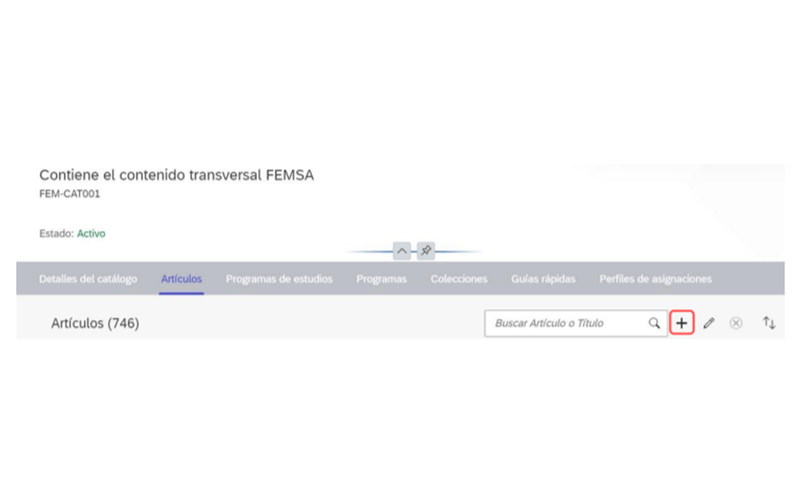 Contiene el contenido transversal FEMSA
FEM-CAT001
Estado: Activo
Detalles del catálogo Artículos Programas de estudios Programas Colecciones Guías rápidas Perfiles de asignaciones
Artículos (746) Buscar Artículo o Título